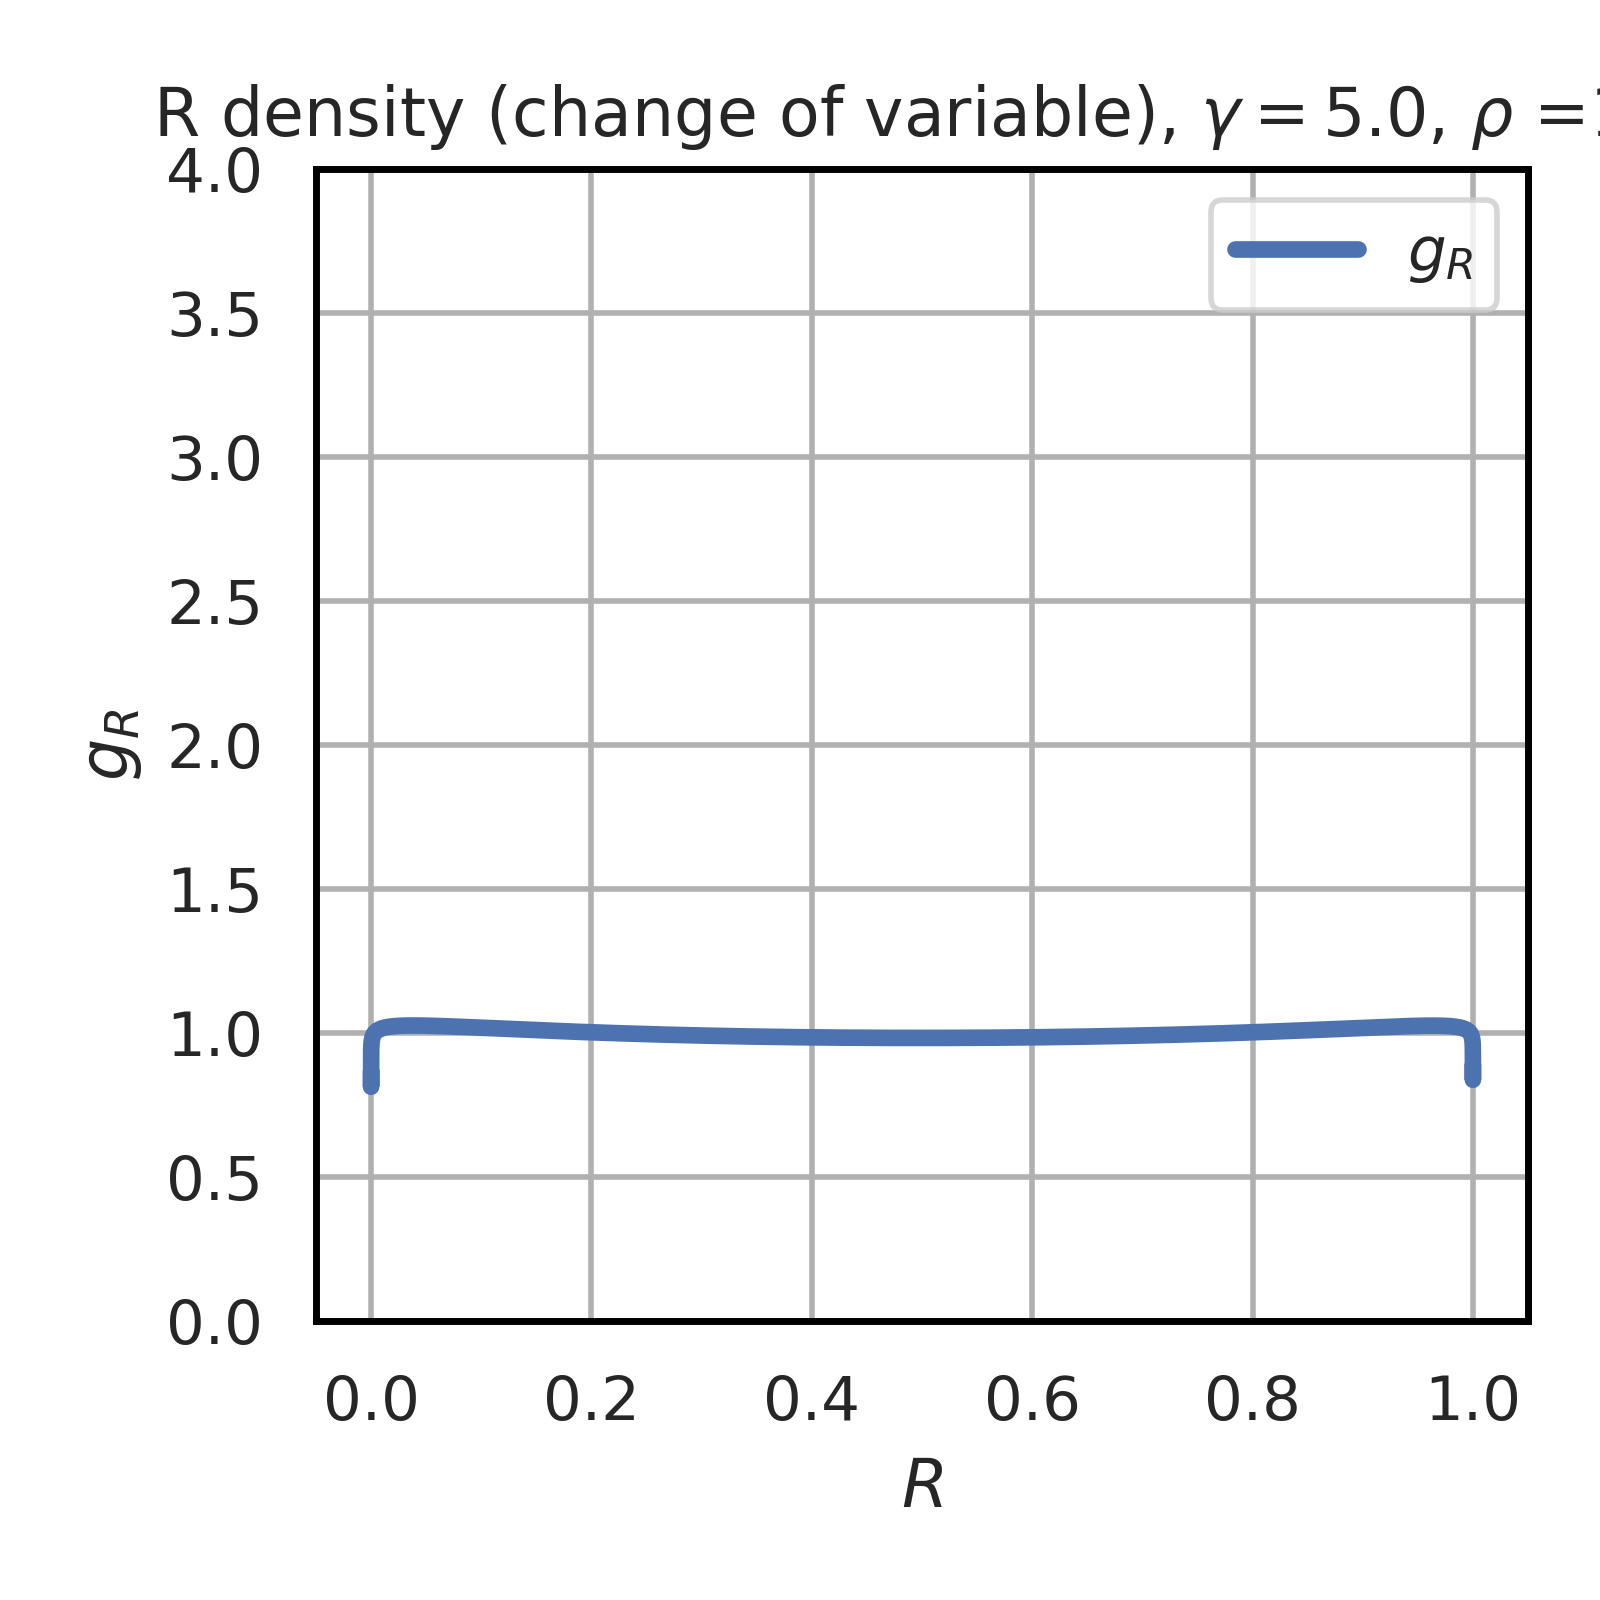 R density (change of variable), γ = 5.0, ρ =
4.0
3.5
3.0
2.5
2.0
1.5
1.0
0.5
0.0
g_R
g_R
0.0 0.2 0.4 0.6 0.8 1.0
R